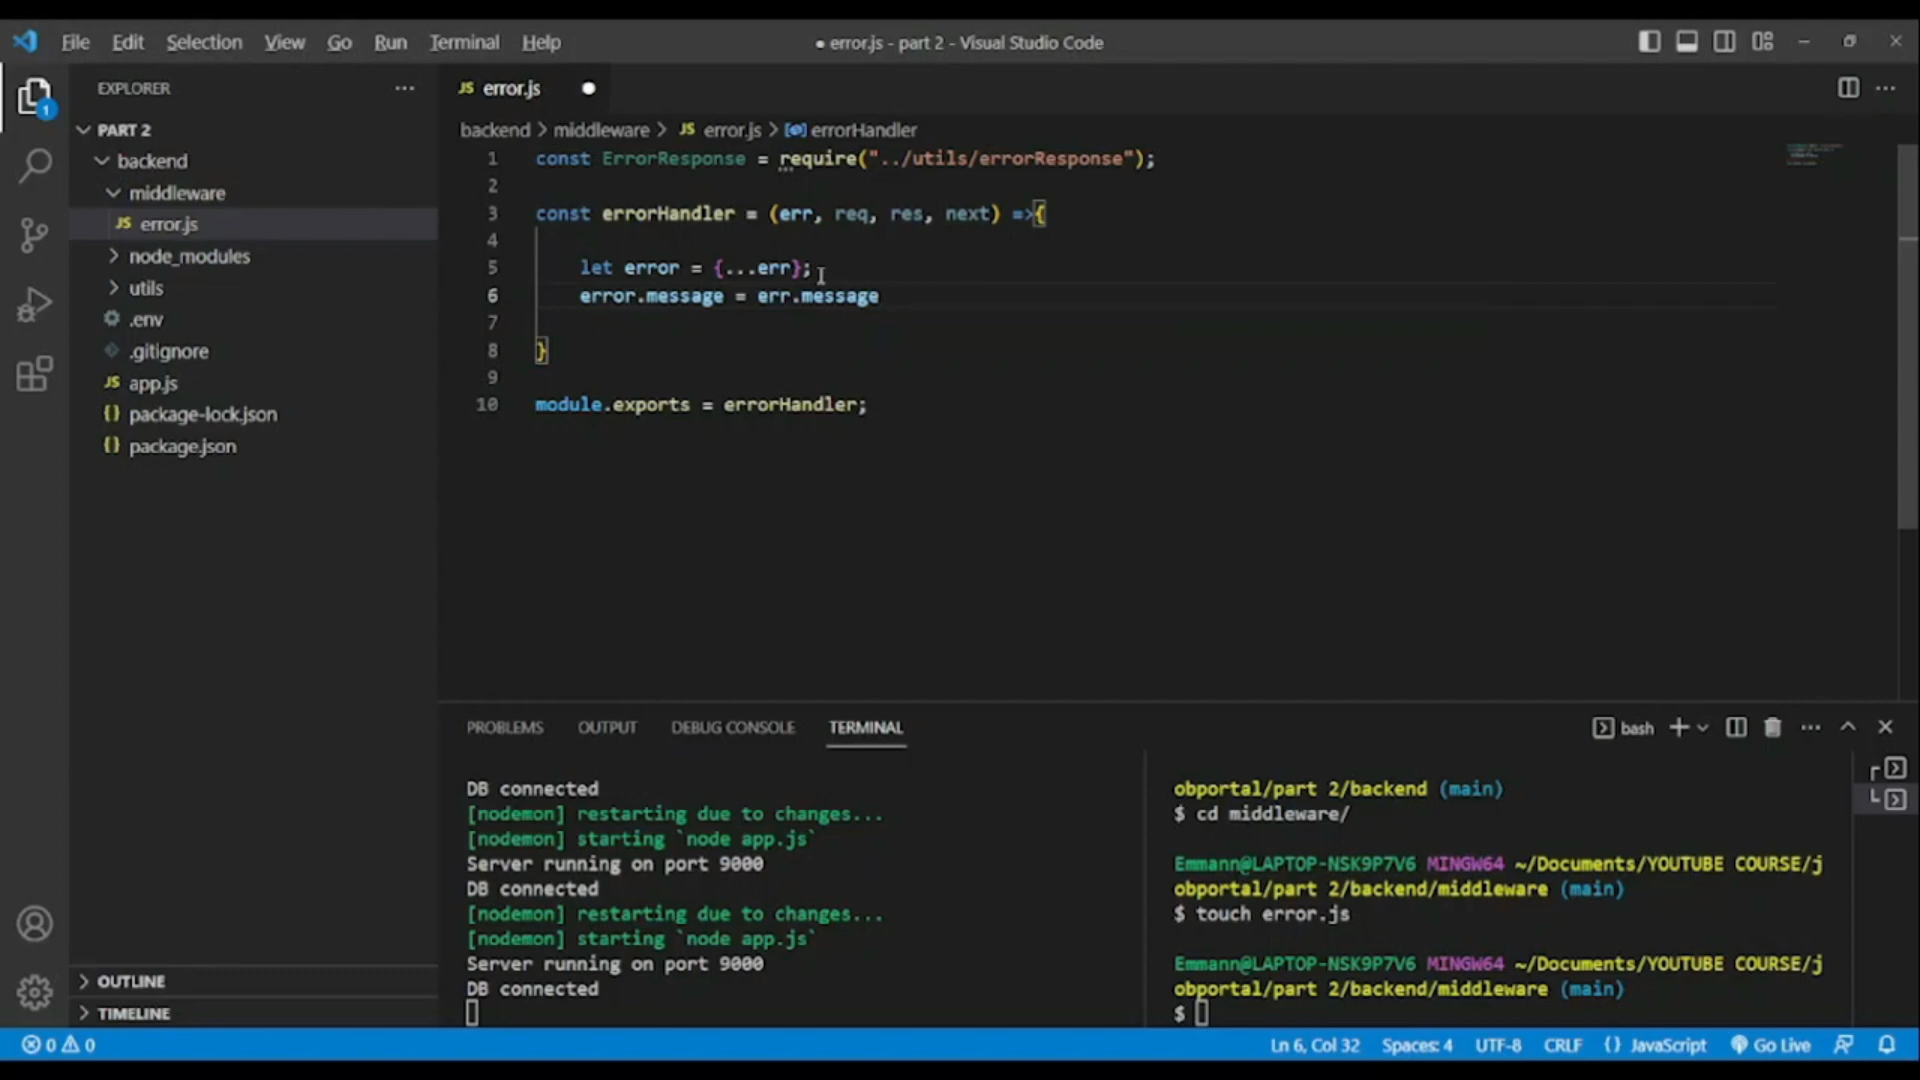 File Edit Selection View Go Run Terminal Help
● error.js - part 2 - Visual Studio Code
EXPLORER
1
PART 2
backend
middleware
JS error.js
node_modules
utils
.env
.gitignore
JS app.js
{} package-lock.json
{} package.json
OUTLINE
TIMELINE
JS error.js
backend > middleware > JS error.js > errorHandler
1 const ErrorResponse = require("../utils/errorResponse");
2
3 const errorHandler = (err, req, res, next) =>{
4
5 let error = {...err};
6 error.message = err.message
7
8 }
9
10 module.exports = errorHandler;
PROBLEMS OUTPUT DEBUG CONSOLE TERMINAL
bash
DB connected
[nodemon] restarting due to changes...
[nodemon] starting `node app.js`
Server running on port 9000
DB connected
[nodemon] restarting due to changes...
[nodemon] starting `node app.js`
Server running on port 9000
DB connected
obportal/part 2/backend (main)
$ cd middleware/
Emmann@LAPTOP-NSK9P7V6 MINGW64 ~/Documents/YOUTUBE COURSE/j
obportal/part 2/backend/middleware (main)
$ touch error.js
Emmann@LAPTOP-NSK9P7V6 MINGW64 ~/Documents/YOUTUBE COURSE/j
obportal/part 2/backend/middleware (main)
$
0 0
Ln 6, Col 32 Spaces: 4 UTF-8 CRLF {} JavaScript Go Live